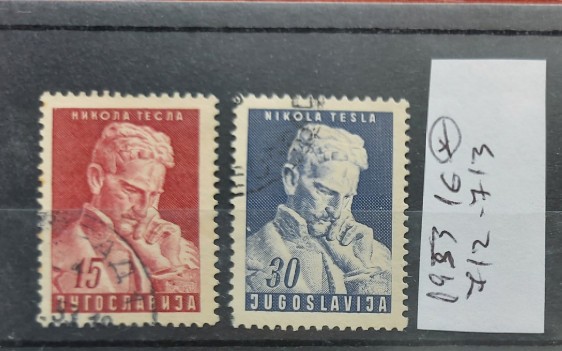 НИКОЛА ТЕСЛА
15
ЈУГОСЛАВИЈА
NIKOLA TESLA
30
JUGOSLAVIJA
1953 16
712-713